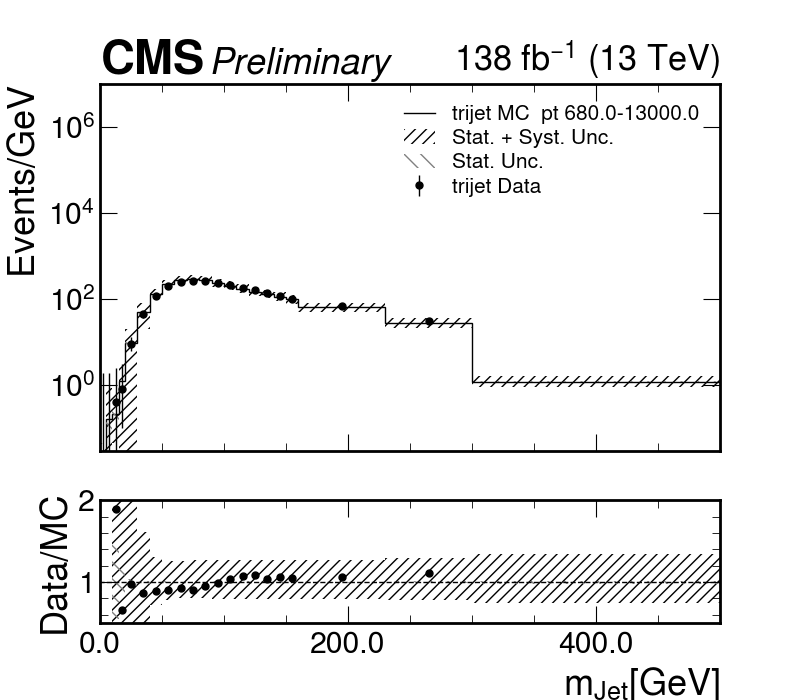 CMS Preliminary 138 fb⁻¹ (13 TeV)
Events/GeV
10⁶
10⁴
10²
10⁰
trijet MC pt 680.0-13000.0
Stat. + Syst. Unc.
Stat. Unc.
trijet Data
Data/MC
2
1
0.0 200.0 400.0
m_Jet[GeV]